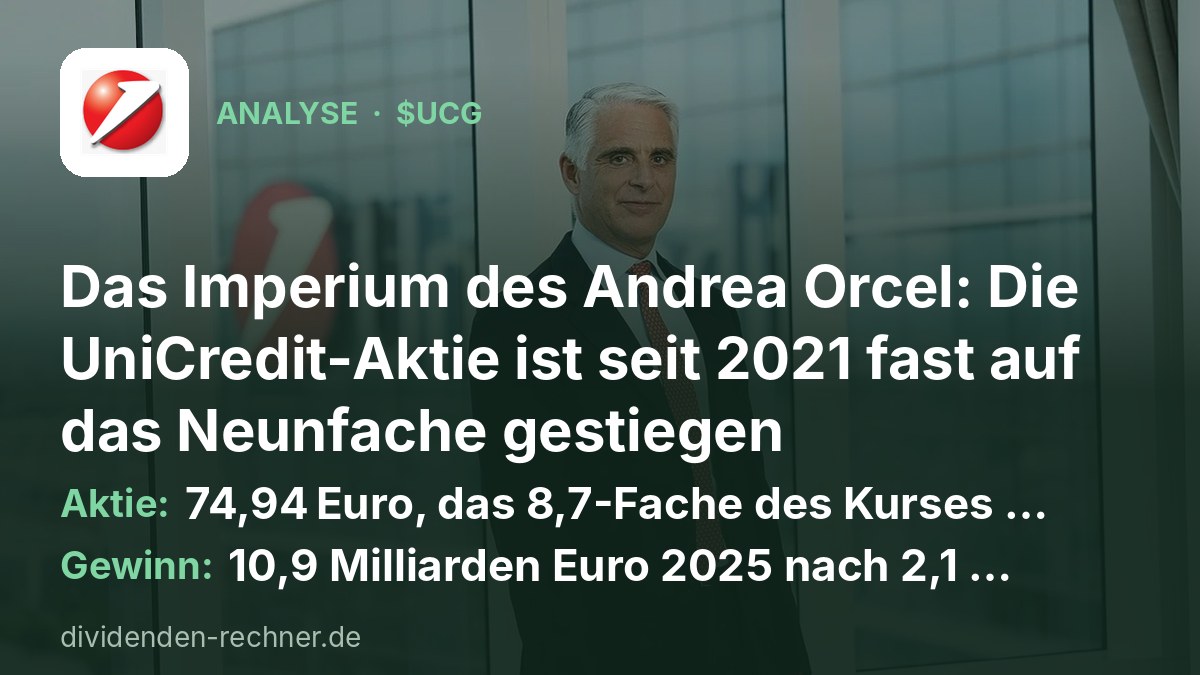 ANALYSE · $UCG
Das Imperium des Andrea Orcel: Die
UniCredit-Aktie ist seit 2021 fast auf
das Neunfache gestiegen
Aktie: 74,94 Euro, das 8,7-Fache des Kurses …
Gewinn: 10,9 Milliarden Euro 2025 nach 2,1 …
dividenden-rechner.de